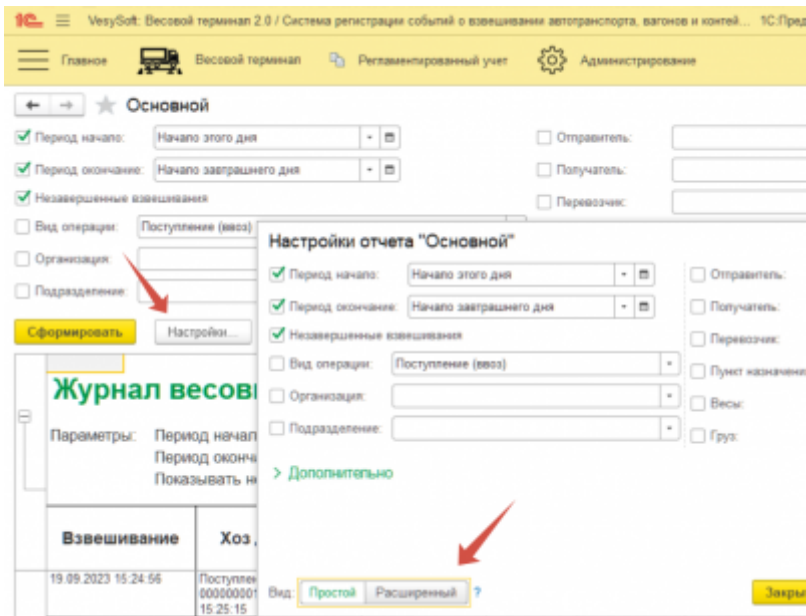 1С VesySoft: Весовой терминал 2.0 / Система регистрации событий о взвешивании автотранспорта, вагонов и контей... 1С:Пред
Главное Весовой терминал Регламентированный учет Администрирование
Основной
Период начало: Начало этого дня Отправитель:
Период окончание: Начало завтрашнего дня Получатель:
Незавершенные взвешивания Перевозчик:
Вид операции: Поступление (ввоз)
Организация:
Подразделение:
Сформировать Настройки...
Настройки отчета "Основной"
Период начало: Начало этого дня Отправитель:
Период окончание: Начало завтрашнего дня Получатель:
Незавершенные взвешивания Перевозчик:
Вид операции: Поступление (ввоз) Пункт назначени
Организация: Весы:
Подразделение: Груз:
> Дополнительно
Вид: Простой Расширенный ? Закры
Журнал весов
Параметры: Период начал
Период оконч
Показывать н
Взвешивание Хоз
19.09.2023 15:24:56 Поступлен
000000001
15:25:15